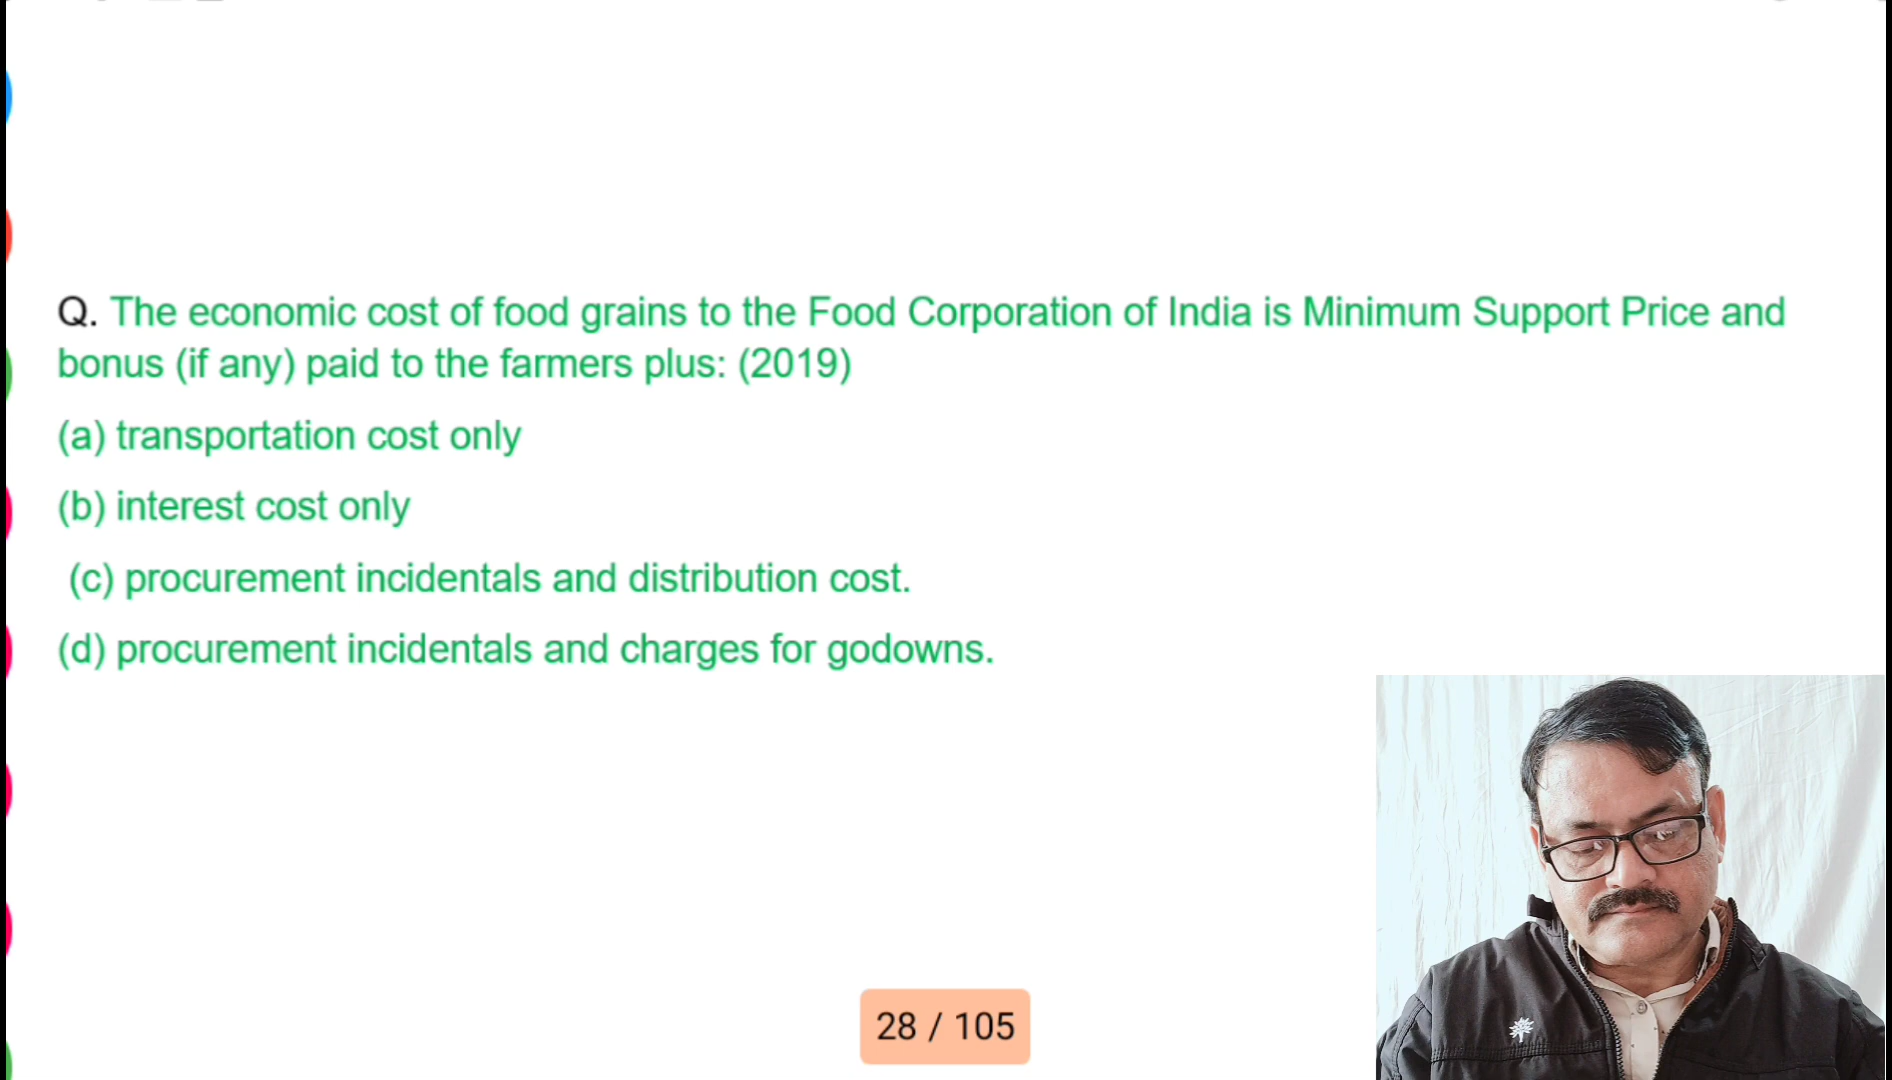 Q. The economic cost of food grains to the Food Corporation of India is Minimum Support Price and
bonus (if any) paid to the farmers plus: (2019)
(a) transportation cost only
(b) interest cost only
(c) procurement incidentals and distribution cost.
(d) procurement incidentals and charges for godowns.
28 / 105